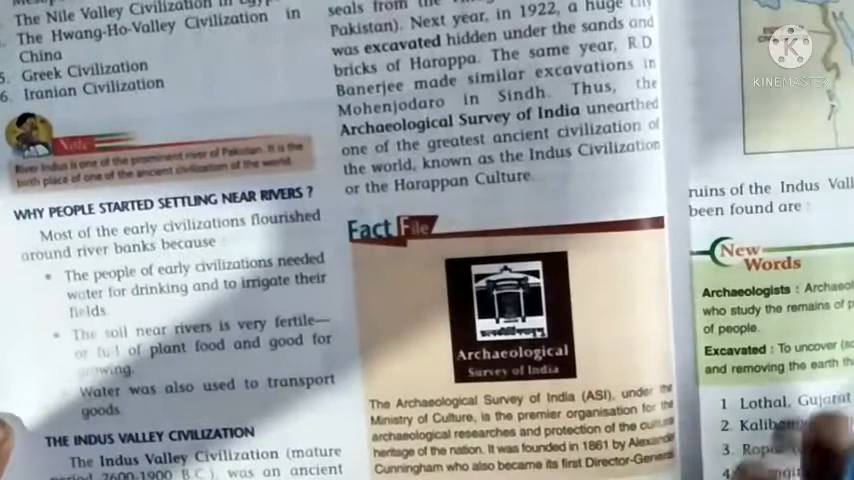 The Nile Valley Civilization in Egypt
The Hwang-Ho-Valley Civilization in
China
5. Greek Civilization
6. Iranian Civilization
Note
River Indus is one of the prominent river of Pakistan. It is the
birth place of one of the ancient civilization of the world.
WHY PEOPLE STARTED SETTLING NEAR RIVERS ?
Most of the early civilizations flourished
around river banks because
• The people of early civilizations needed
water for drinking and to irrigate their
fields.
• The soil near rivers is very fertile—
or full of plant food and good for
growing.
Water was also used to transport
goods.
THE INDUS VALLEY CIVILIZATION
The Indus Valley Civilization (mature
period 2600-1900 B.C.), was an ancient
seals from the
Pakistan). Next year, in 1922, a huge city
was excavated hidden under the sands and
bricks of Harappa. The same year, R.D.
Banerjee made similar excavations in
Mohenjodaro in Sindh. Thus, the
Archaeological Survey of India unearthed
one of the greatest ancient civilization of
the world, known as the Indus Civilization
or the Harappan Culture.
Fact File
Archaeological
Survey of India
The Archaeological Survey of India (ASI), under the
Ministry of Culture, is the premier organisation for the
archaeological researches and protection of the cultural
heritage of the nation. It was founded in 1861 by Alexander
Cunningham who also became its first Director-General
KINEMASTER
ruins of the Indus
been found are :
New
Words
Archaeologists :
who study the remains of
of people.
Excavated : To uncover
and removing the earth
1 Lothal, Gujarat
2.
3.
4.